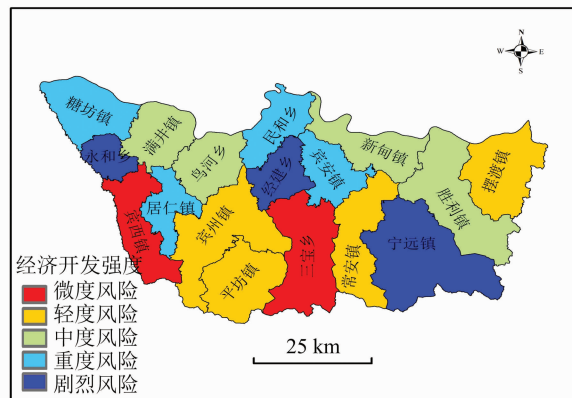 N
W E
S
糖坊镇
满井镇
鸟河乡
民和乡
新甸镇
摆渡镇
永和乡
经建乡
宾安镇
胜利镇
居仁镇
宾西镇
宾州镇
三宝乡
宁远镇
平坊镇
常安镇
经济开发强度
微度风险
轻度风险
中度风险
重度风险
剧烈风险
25 km